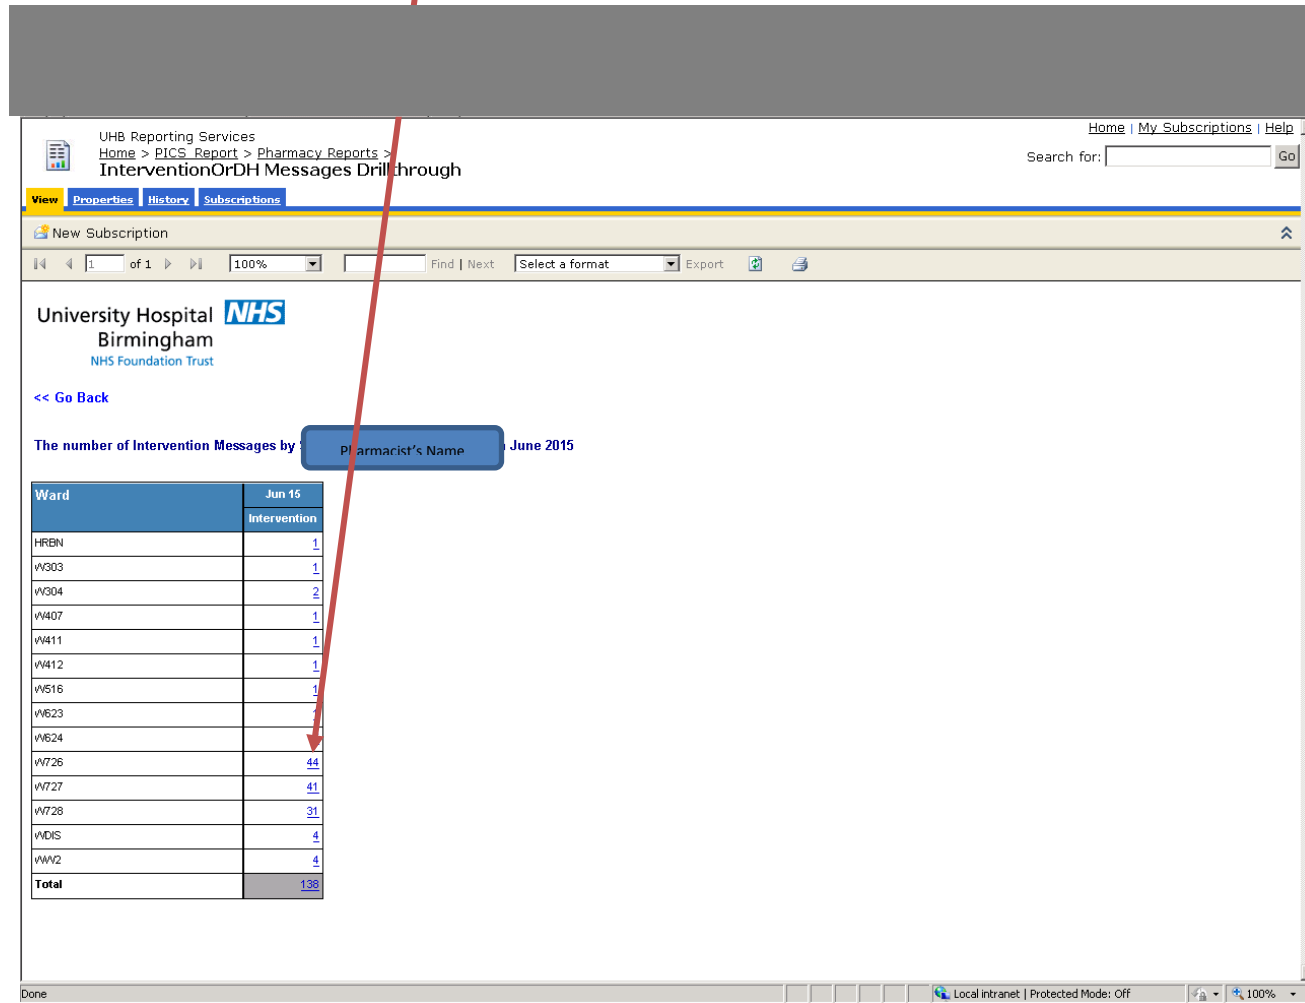 Home | My Subscriptions | Help
UHB Reporting Services
Home > PICS Report > Pharmacy Reports >
Search for: Go
InterventionOrDH Messages Drillthrough
View Properties History Subscriptions
New Subscription
1 of 1 100% Find | Next Select a format Export
University Hospital NHS
Birmingham
NHS Foundation Trust
<< Go Back
The number of Intervention Messages by Pharmacist's Name June 2015
Ward Jun 15
Intervention
HRBN 1
W303 1
W304 2
W407 1
W411 1
W412 1
W516 1
W623
W624
W726 44
W727 41
W728 31
WDIS 4
WW2 4
Total 138
Done Local intranet | Protected Mode: Off 100%